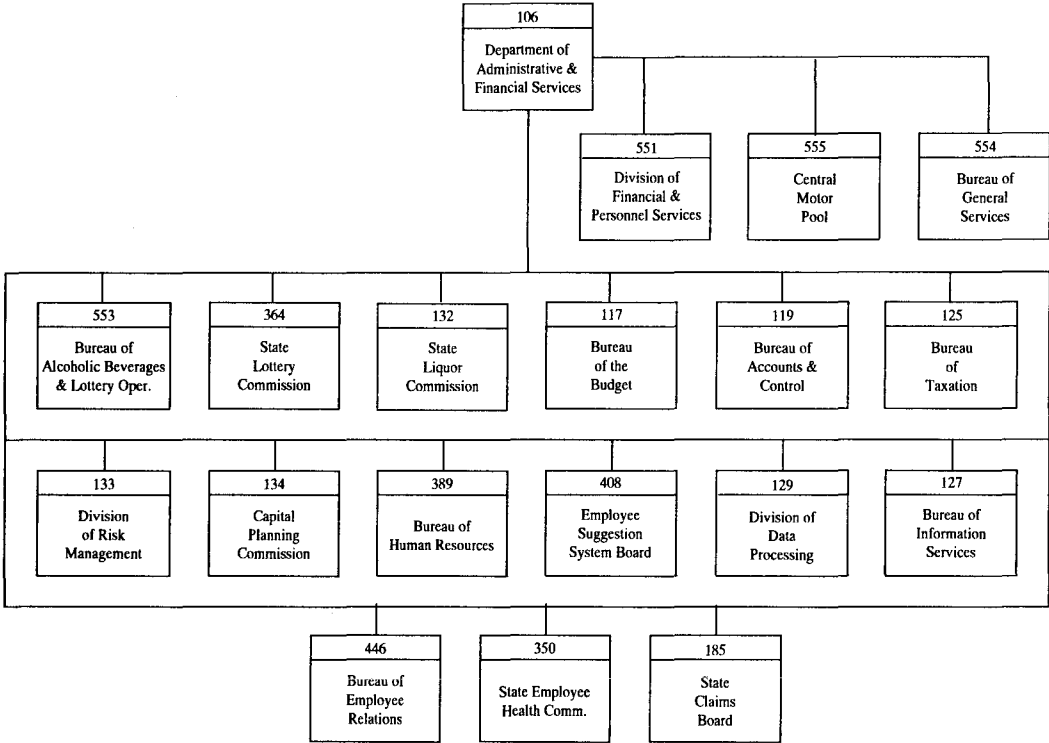 106
Department of
Administrative &
Financial Services
551
Division of
Financial &
Personnel Services
555
Central
Motor
Pool
554
Bureau of
General
Services
553
Bureau of
Alcoholic Beverages
& Lottery Oper.
364
State
Lottery
Commission
132
State
Liquor
Commission
117
Bureau
of the
Budget
119
Bureau of
Accounts &
Control
125
Bureau
of
Taxation
133
Division
of Risk
Management
134
Capital
Planning
Commission
389
Bureau of
Human Resources
408
Employee
Suggestion
System Board
129
Division of
Data
Processing
127
Bureau of
Information
Services
446
Bureau of
Employee
Relations
350
State Employee
Health Comm.
185
State
Claims
Board